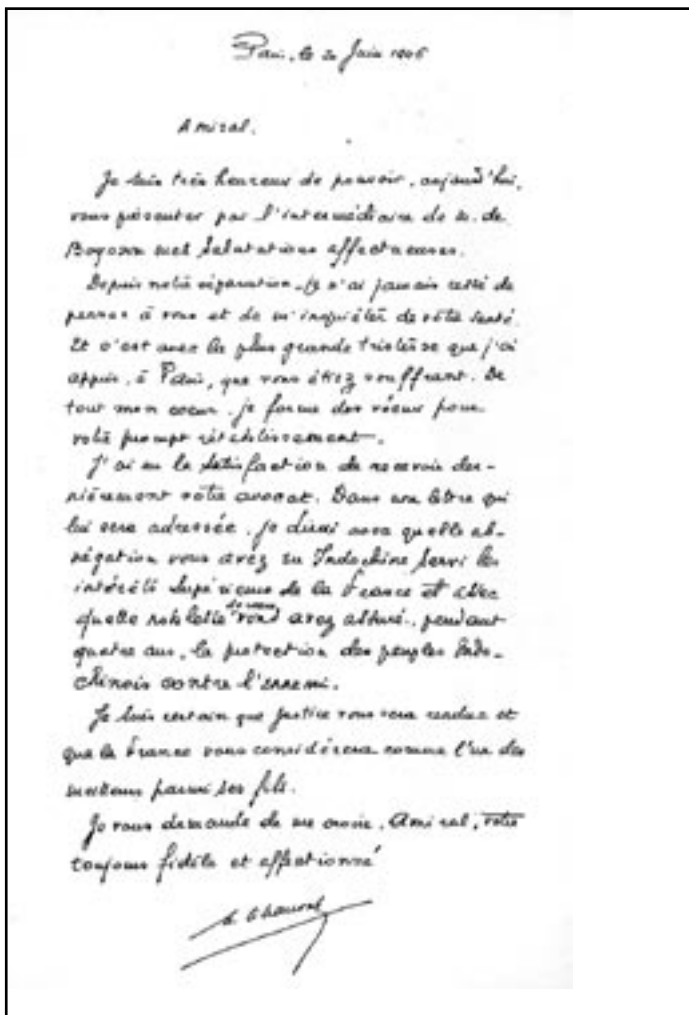 Paris, le 20 Juin 1946
Amiral.
Je suis très heureux de pouvoir, aujourd'hui,
vous présenter par l'intermédiaire de M. de
mes salutations affectueuses.
Depuis notre séparation, je n'ai jamais cessé de
penser à vous et de m'inquiéter de votre santé.
Et c'est avec la plus grande tristesse que j'ai
appris, à Paris, que vous étiez souffrant. De
tout mon coeur, je forme des voeux pour
votre prompt rétablissement.
J'ai eu la satisfaction de recevoir der-
nièrement votre avocat. Dans une lettre qui
lui sera adressée, je dirai avec quelle ab-
négation vous avez en Indochine servi les
intérêts supérieurs de la France et avec
quelle noblesse vous avez assuré, pendant
quatre ans, la protection des peuples Indo-
chinois contre l'ennemi.
Je suis certain que justice vous sera rendue et
que la France vous considérera comme l'un des
meilleurs parmi ses fils.
Je vous demande de me croire, Amiral, votre
toujours fidèle et affectionné